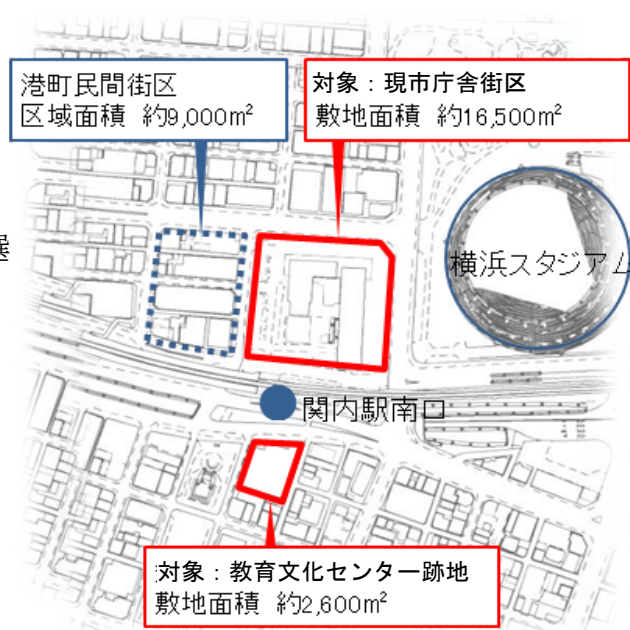 港町民間街区
区域面積 約9,000m²
対象：現市庁舎街区
敷地面積 約16,500m²
横浜スタジアム
関内駅南口
対象：教育文化センター跡地
敷地面積 約2,600m²